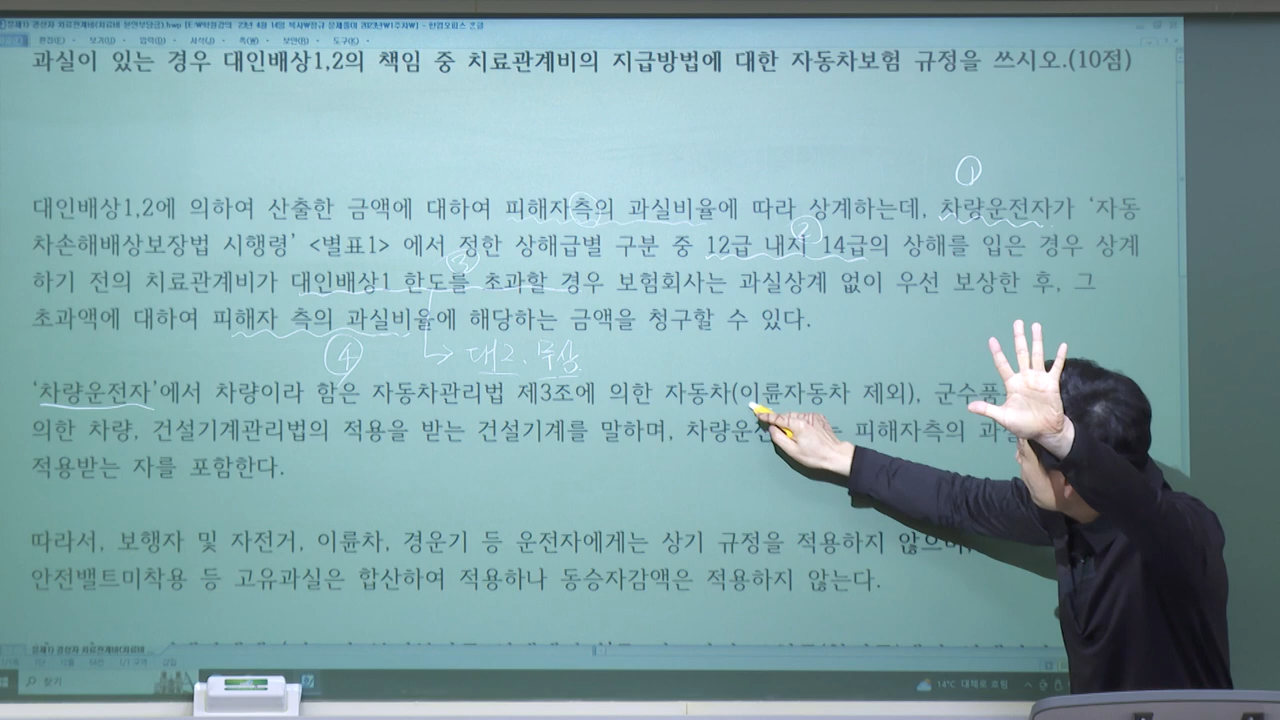 과실이 있는 경우 대인배상1,2의 책임 중 치료관계비의 지급방법에 대한 자동차보험 규정을 쓰시오.(10점)
①
대인배상1,2에 의하여 산출한 금액에 대하여 피해자측의 과실비율에 따라 상계하는데, 차량운전자가 ‘자동
②
차손해배상보장법 시행령’ <별표1> 에서 정한 상해급별 구분 중 12급 내지 14급의 상해를 입은 경우 상계
③
하기 전의 치료관계비가 대인배상1 한도를 초과할 경우 보험회사는 과실상계 없이 우선 보상한 후, 그
초과액에 대하여 피해자 측의 과실비율에 해당하는 금액을 청구할 수 있다.
④ 대2. 무상
‘차량운전자’에서 차량이라 함은 자동차관리법 제3조에 의한 자동차(이륜자동차 제외), 군수품
의한 차량, 건설기계관리법의 적용을 받는 건설기계를 말하며, 차량운전 피해자측의
적용받는 자를 포함한다.
따라서, 보행자 및 자전거, 이륜차, 경운기 등 운전자에게는 상기 규정을 적용하지 않으며,
안전밸트미착용 등 고유과실은 합산하여 적용하나 동승자감액은 적용하지 않는다.
찾기
14°C 대체로 흐림